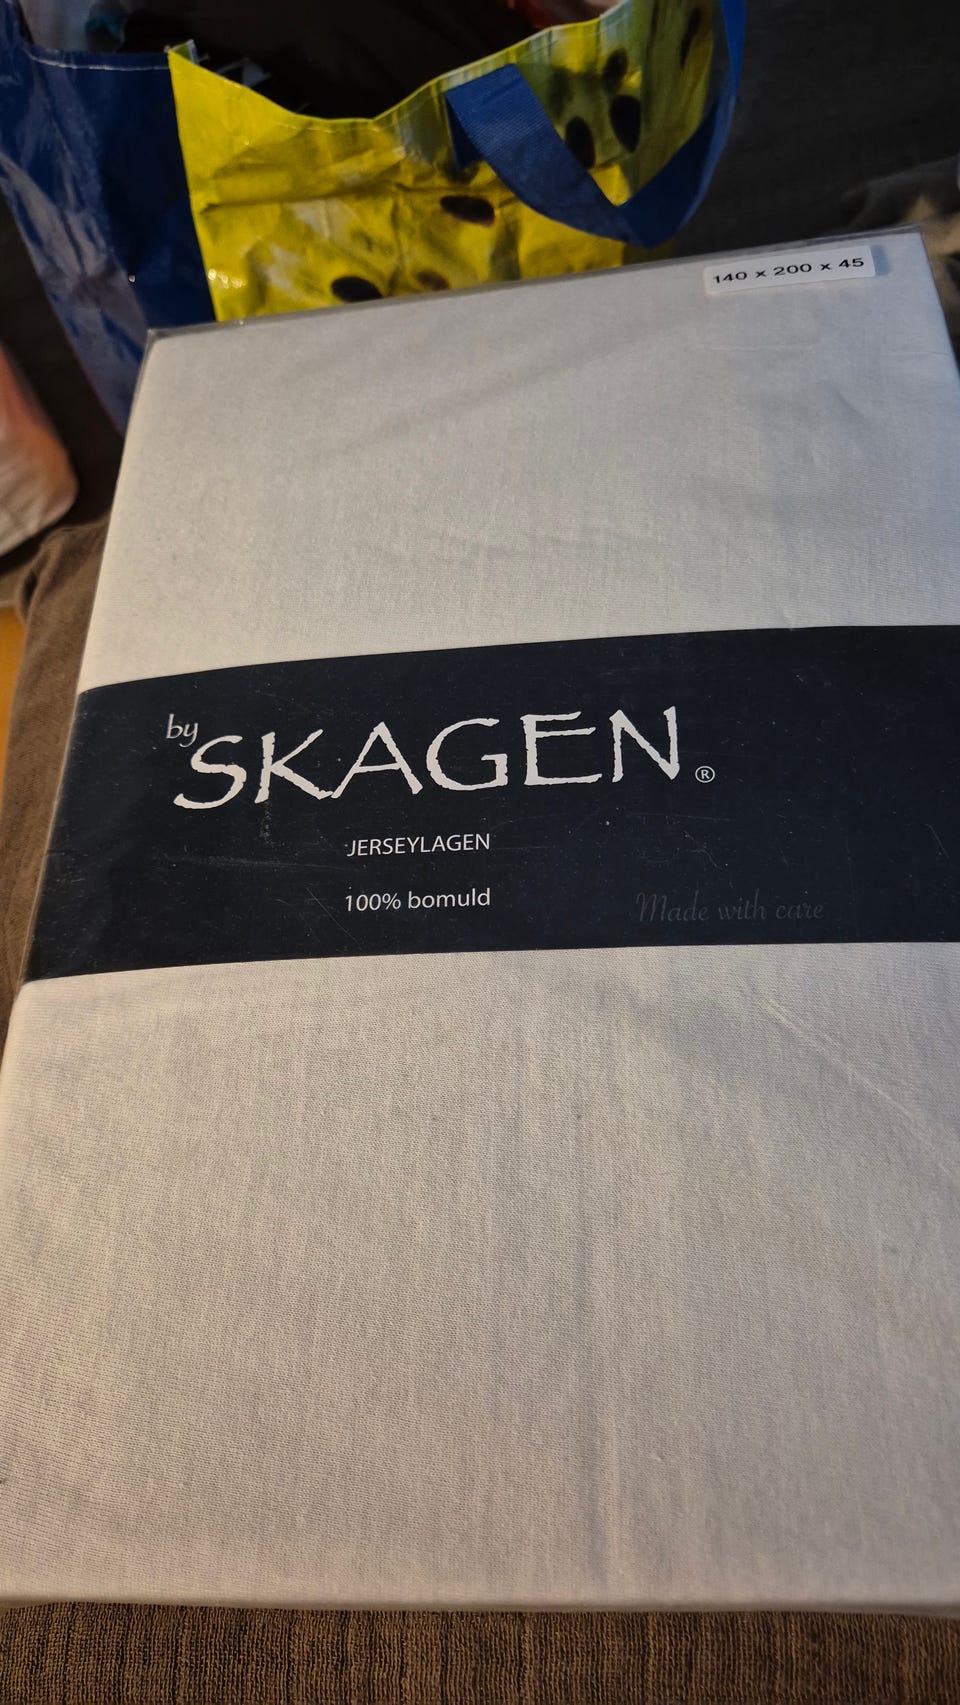 140 x 200 x 45
by
SKAGEN®
JERSEYLAGEN
100% bomuld
Made with care